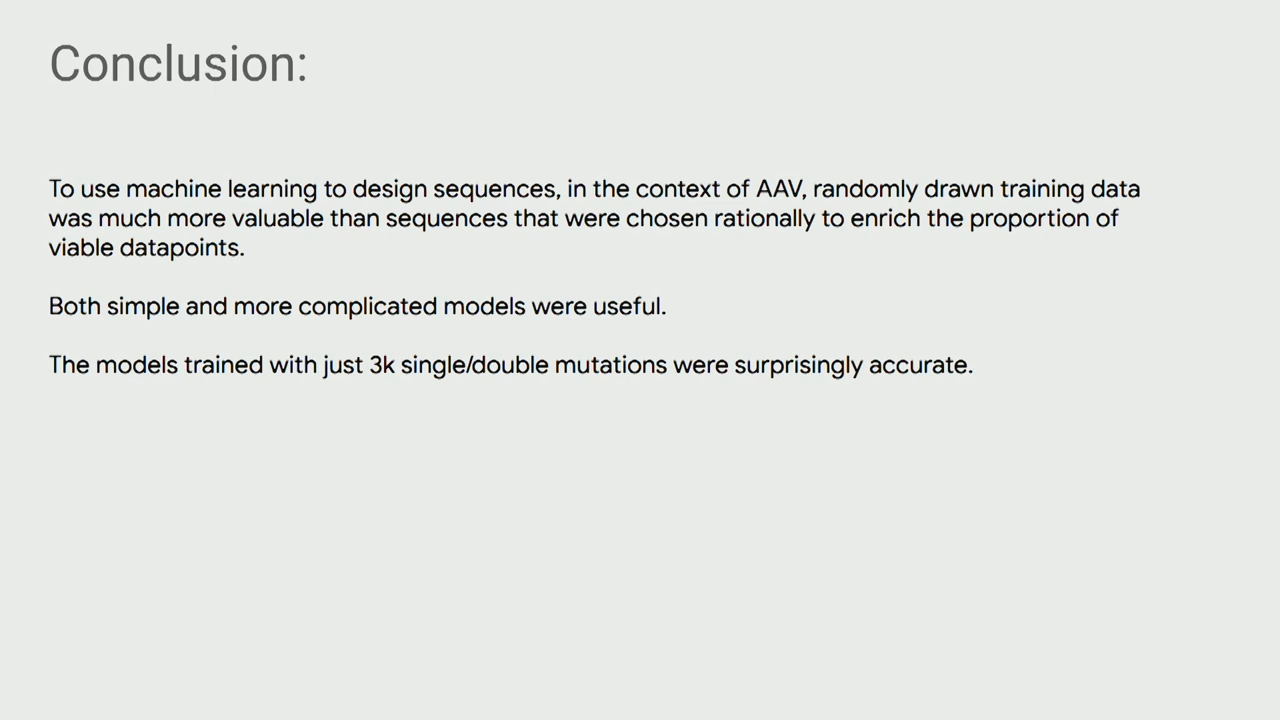 Conclusion:
To use machine learning to design sequences, in the context of AAV, randomly drawn training data
was much more valuable than sequences that were chosen rationally to enrich the proportion of
viable datapoints.
Both simple and more complicated models were useful.
The models trained with just 3k single/double mutations were surprisingly accurate.